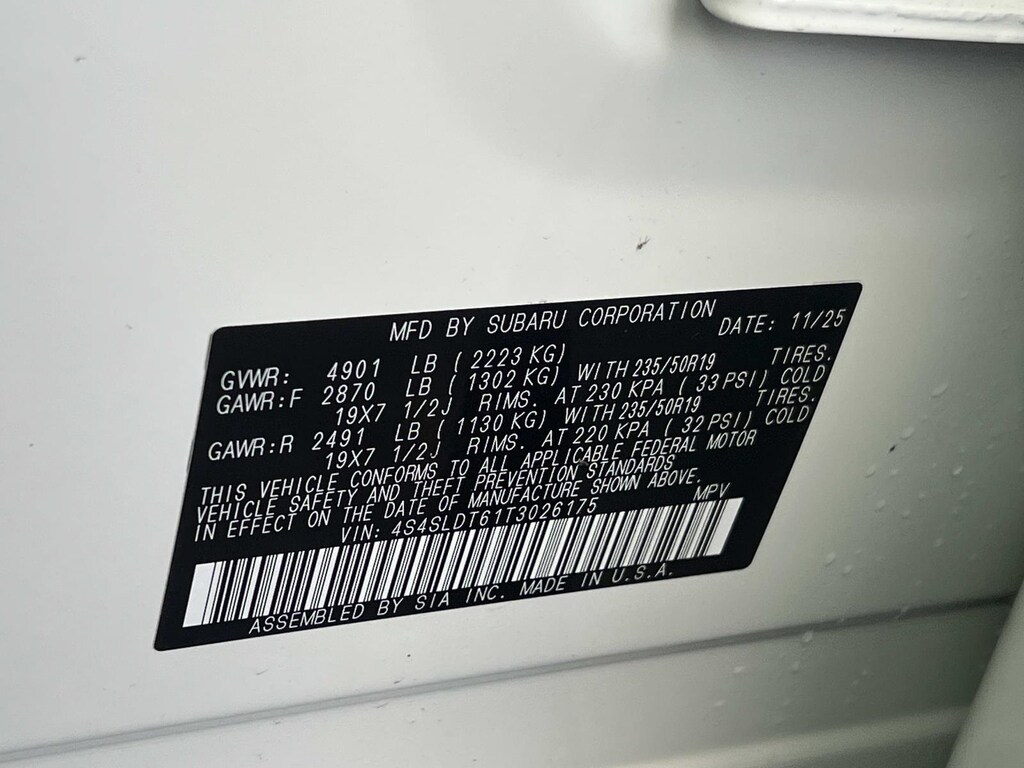 MFD BY SUBARU CORPORATION DATE: 11/25
GVWR: 4901 LB ( 2223 KG)
GAWR:F 2870 LB ( 1302 KG) WITH 235/50R19 TIRES.
19X7 1/2J RIMS. AT 230 KPA ( 33 PSI) COLD
GAWR:R 2491 LB ( 1130 KG) WITH 235/50R19 TIRES.
19X7 1/2J RIMS. AT 220 KPA ( 32 PSI) COLD
THIS VEHICLE CONFORMS TO ALL APPLICABLE FEDERAL MOTOR
VEHICLE SAFETY AND THEFT PREVENTION STANDARDS
IN EFFECT ON THE DATE OF MANUFACTURE SHOWN ABOVE.
VIN: 4S4SLDT61T3026175 MPV
ASSEMBLED BY SIA INC. MADE IN U.S.A.